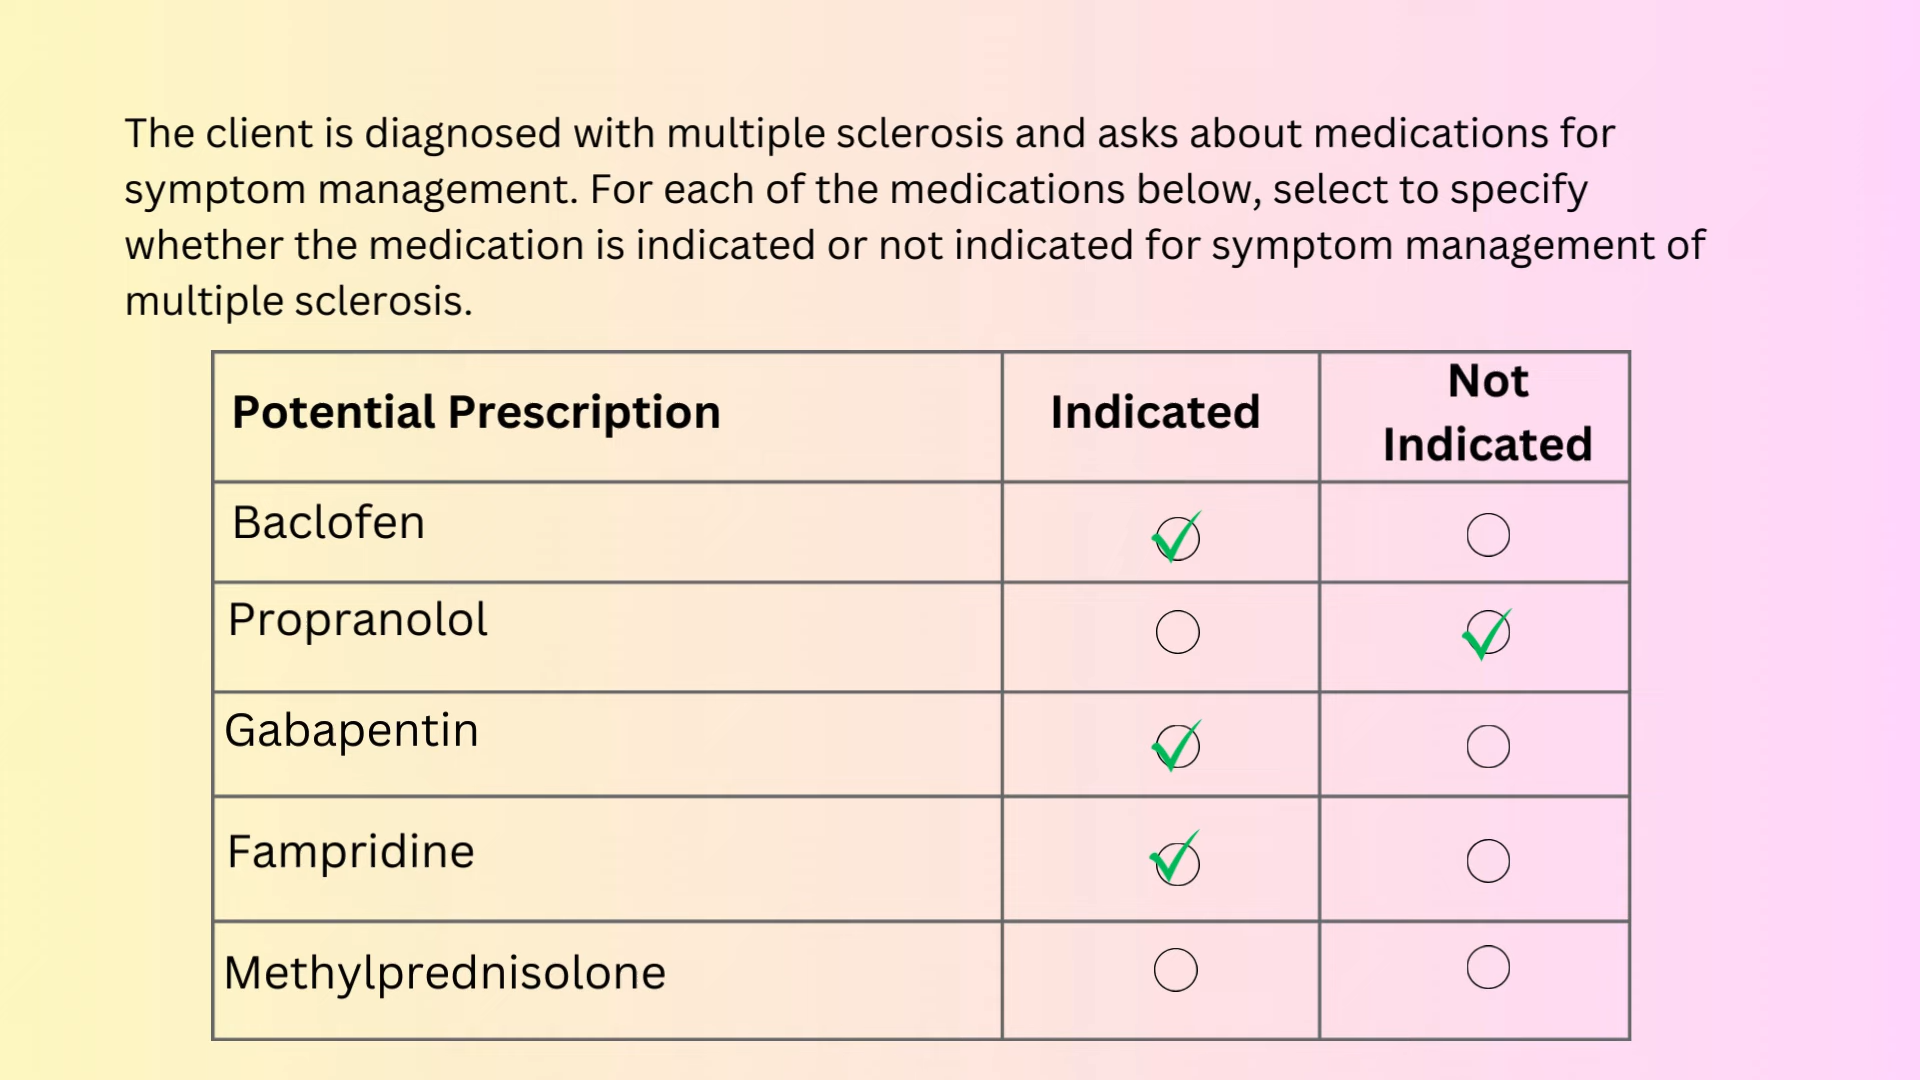 The client is diagnosed with multiple sclerosis and asks about medications for
symptom management. For each of the medications below, select to specify
whether the medication is indicated or not indicated for symptom management of
multiple sclerosis.
Potential Prescription Indicated Not Indicated
Baclofen
Propranolol
Gabapentin
Fampridine
Methylprednisolone